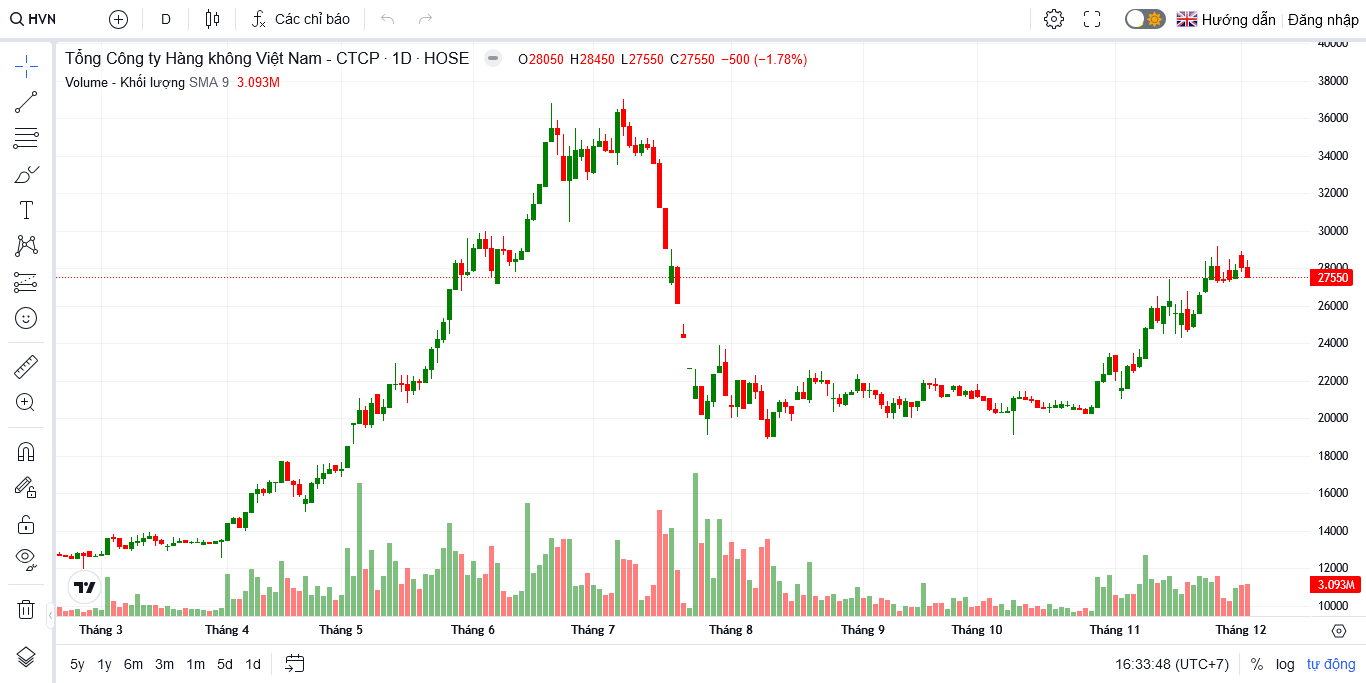 HVN D Các chỉ báo Hướng dẫn Đăng nhập
Tổng Công ty Hàng không Việt Nam - CTCP · 1D · HOSE O28050 H28450 L27550 C27550 −500 (−1.78%)
Volume - Khối lượng SMA 9 3.093M
40000
38000
36000
34000
32000
30000
28000
27550
26000
24000
22000
20000
18000
16000
14000
12000
3.093M
10000
Tháng 3 Tháng 4 Tháng 5 Tháng 6 Tháng 7 Tháng 8 Tháng 9 Tháng 10 Tháng 11 Tháng 12
5y 1y 6m 3m 1m 5d 1d 16:33:48 (UTC+7) % log tự động